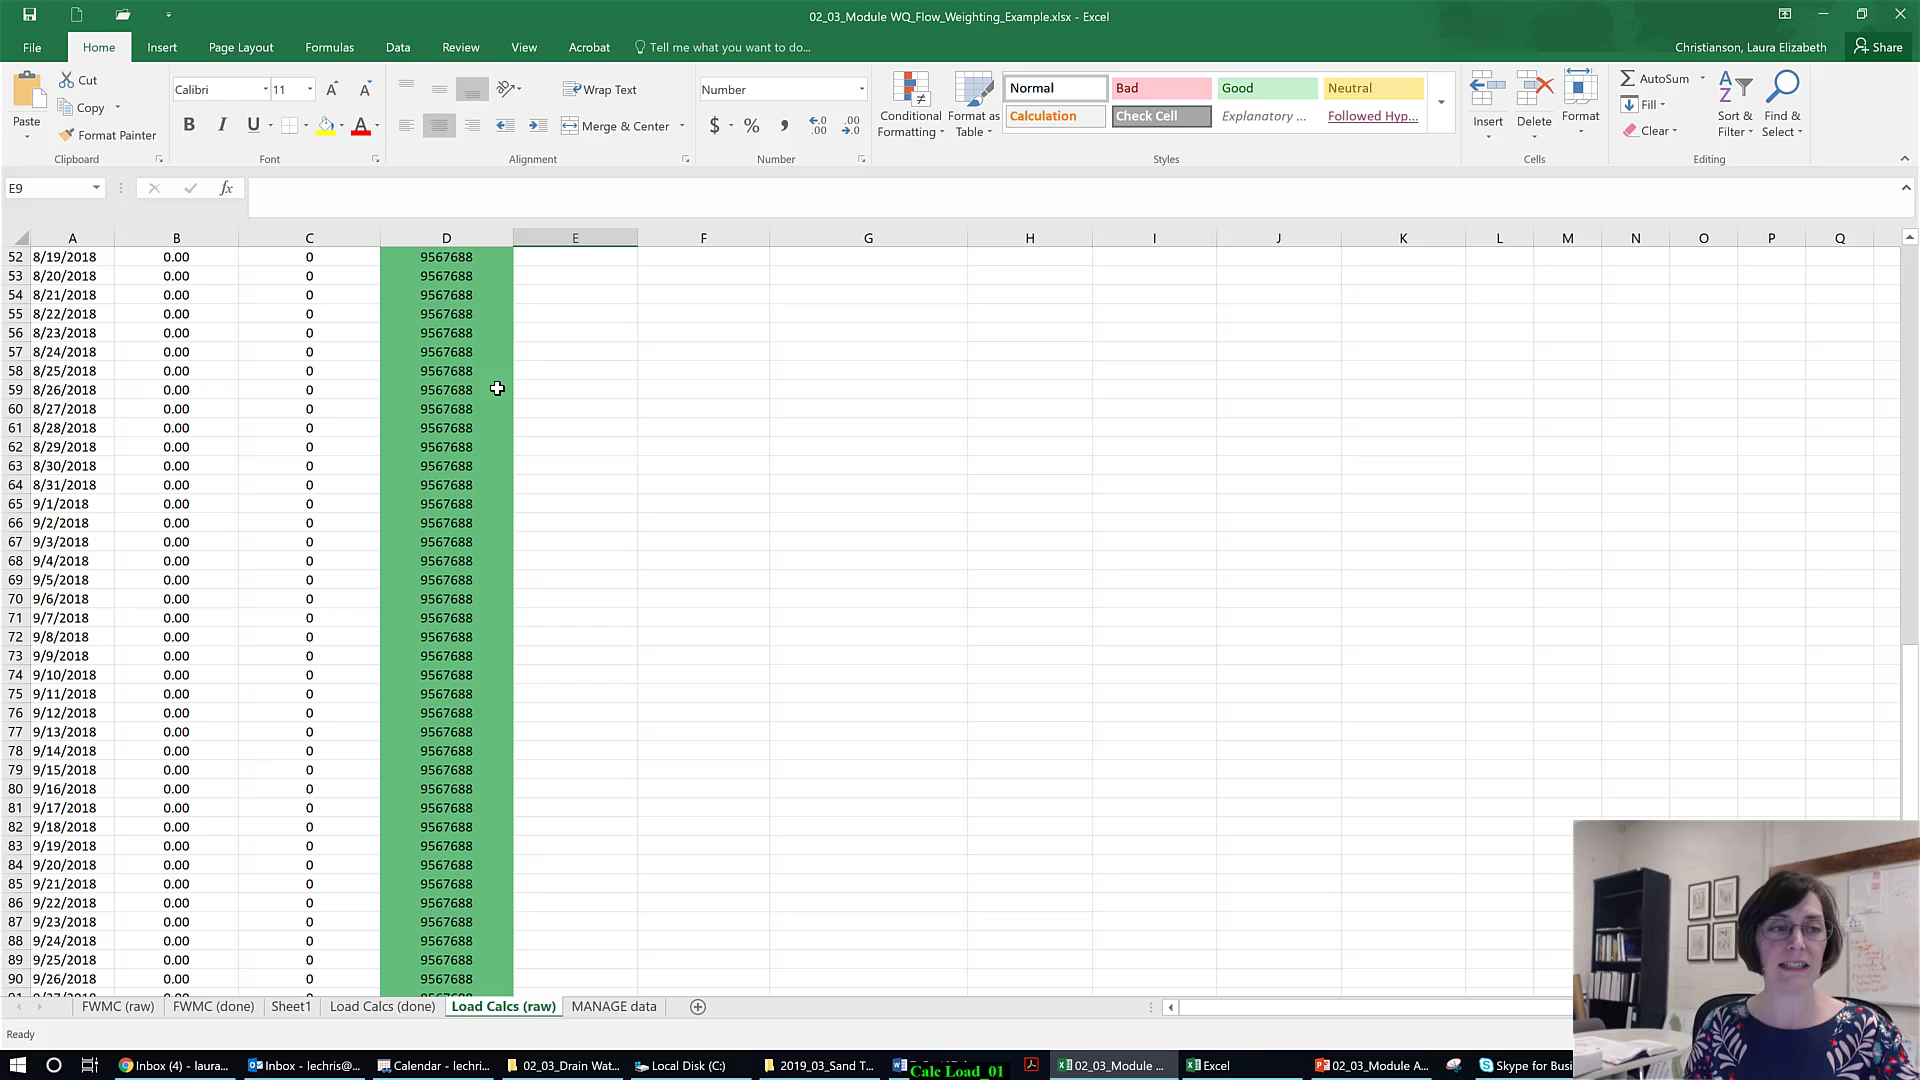 02_03_Module WQ_Flow_Weighting_Example.xlsx - Excel
File Home Insert Page Layout Formulas Data Review View Acrobat Tell me what you want to do... Christianson, Laura Elizabeth Share
Paste Cut Copy Format Painter Clipboard
Calibri 11 B I U A Font
Wrap Text Merge & Center Alignment
Number $ % , Number
Conditional Formatting Format as Table Normal Bad Good Neutral
Calculation Check Cell Explanatory ... Followed Hyp... Styles
Insert Delete Format Cells
AutoSum Fill Clear Sort & Filter Find & Select Editing
E9 fx
A B C D E F G H I J K L M N O P Q
52 8/19/2018 0.00 0 9567688
53 8/20/2018 0.00 0 9567688
54 8/21/2018 0.00 0 9567688
55 8/22/2018 0.00 0 9567688
56 8/23/2018 0.00 0 9567688
57 8/24/2018 0.00 0 9567688
58 8/25/2018 0.00 0 9567688
59 8/26/2018 0.00 0 9567688
60 8/27/2018 0.00 0 9567688
61 8/28/2018 0.00 0 9567688
62 8/29/2018 0.00 0 9567688
63 8/30/2018 0.00 0 9567688
64 8/31/2018 0.00 0 9567688
65 9/1/2018 0.00 0 9567688
66 9/2/2018 0.00 0 9567688
67 9/3/2018 0.00 0 9567688
68 9/4/2018 0.00 0 9567688
69 9/5/2018 0.00 0 9567688
70 9/6/2018 0.00 0 9567688
71 9/7/2018 0.00 0 9567688
72 9/8/2018 0.00 0 9567688
73 9/9/2018 0.00 0 9567688
74 9/10/2018 0.00 0 9567688
75 9/11/2018 0.00 0 9567688
76 9/12/2018 0.00 0 9567688
77 9/13/2018 0.00 0 9567688
78 9/14/2018 0.00 0 9567688
79 9/15/2018 0.00 0 9567688
80 9/16/2018 0.00 0 9567688
81 9/17/2018 0.00 0 9567688
82 9/18/2018 0.00 0 9567688
83 9/19/2018 0.00 0 9567688
84 9/20/2018 0.00 0 9567688
85 9/21/2018 0.00 0 9567688
86 9/22/2018 0.00 0 9567688
87 9/23/2018 0.00 0 9567688
88 9/24/2018 0.00 0 9567688
89 9/25/2018 0.00 0 9567688
90 9/26/2018 0.00 0 9567688
FWMC (raw) FWMC (done) Sheet1 Load Calcs (done) Load Calcs (raw) MANAGE data
Ready
Inbox (4) - laura... Inbox - lechris@... Calendar - lechri... 02_03_Drain Wat... Local Disk (C:) 2019_03_Sand T... Calc Load_01 02_03_Module ... Excel 02_03_Module A... Skype for Busi